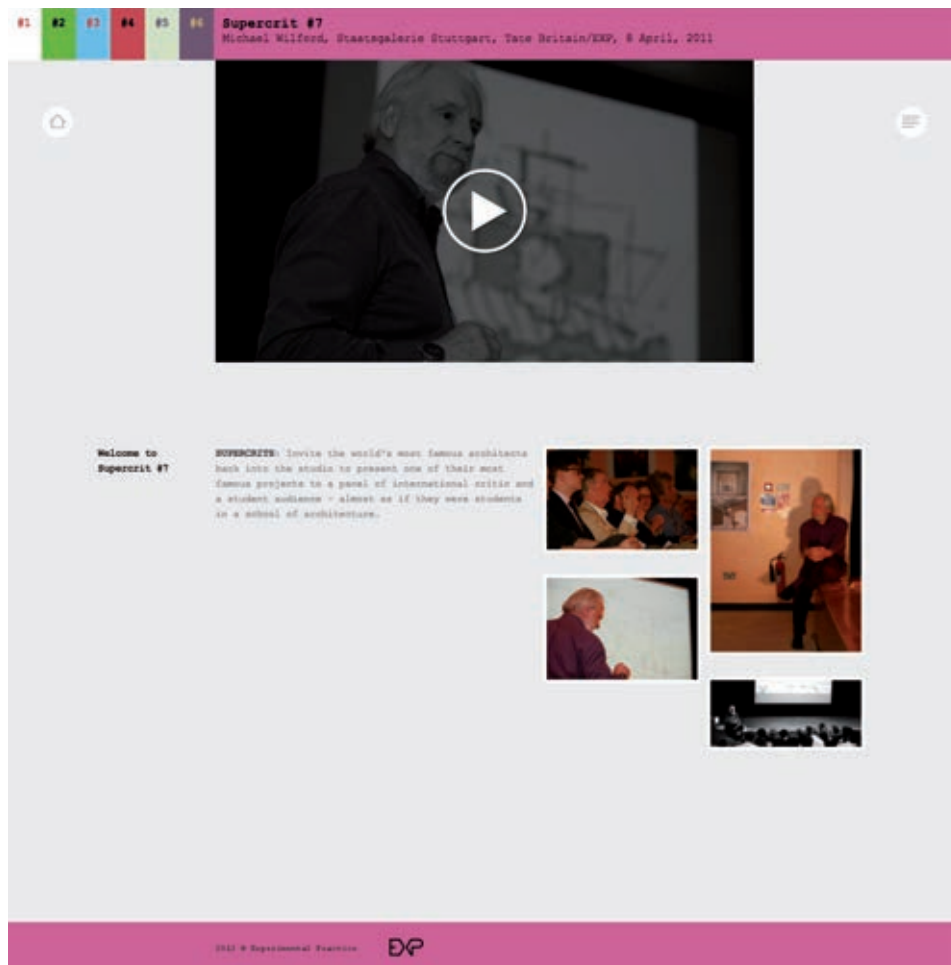 #1 #2 #3 #4 #5 #6
Supercrit #7
Michael Wilford, Staatsgalerie Stuttgart, Tate Britain/EXP, 8 April, 2011
Welcome to
Supercrit #7
SUPERCRITS: Invite the world's most famous architects
back into the studio to present one of their most
famous projects to a panel of international critic and
a student audience - almost as if they were students
in a school of architecture.
© Experimental Practice
EXP